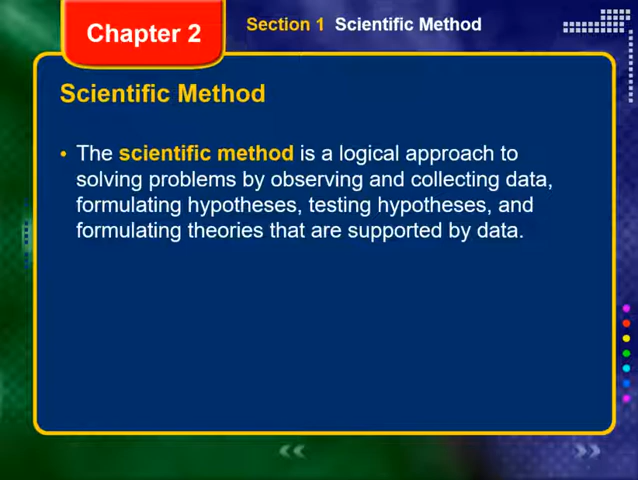 Chapter 2
Section 1 Scientific Method
Scientific Method
• The scientific method is a logical approach to
solving problems by observing and collecting data,
formulating hypotheses, testing hypotheses, and
formulating theories that are supported by data.